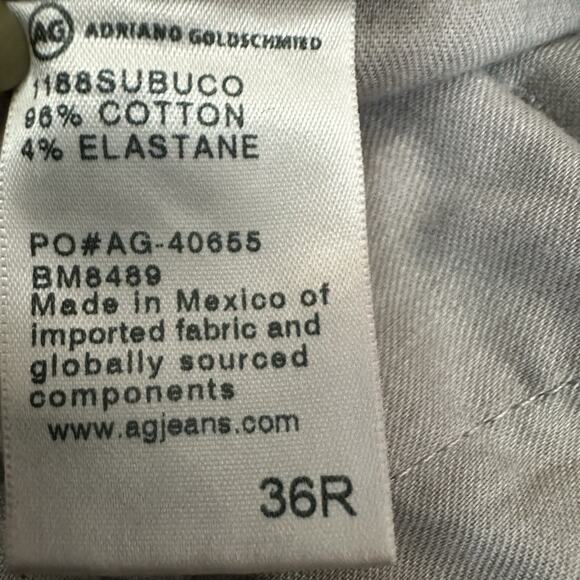 AG ADRIANO GOLDSCHMIED
1188SUBUCO
96% COTTON
4% ELASTANE
PO#AG-40655
BM8489
Made in Mexico of
imported fabric and
globally sourced
components
www.agjeans.com
36R